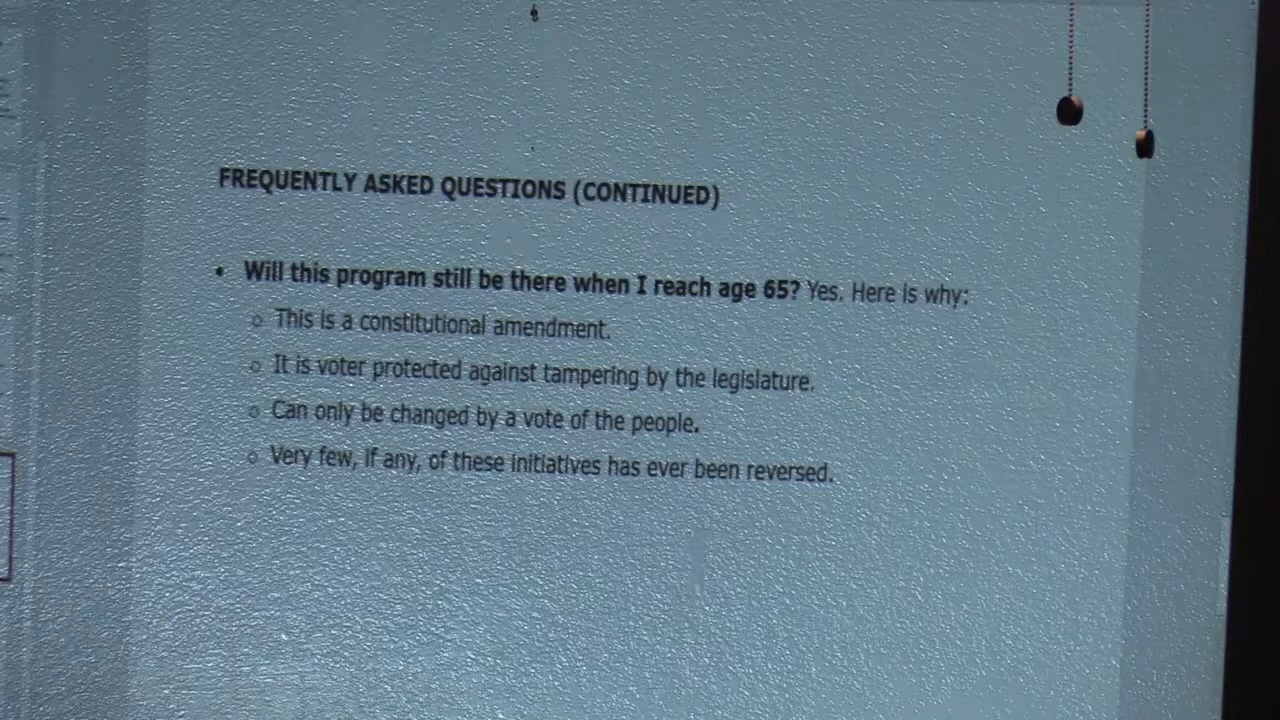 FREQUENTLY ASKED QUESTIONS (CONTINUED)
• Will this program still be there when I reach age 65? Yes. Here is why:
o This is a constitutional amendment.
o It is voter protected against tampering by the legislature.
o Can only be changed by a vote of the people.
o Very few, if any, of these initiatives has ever been reversed.